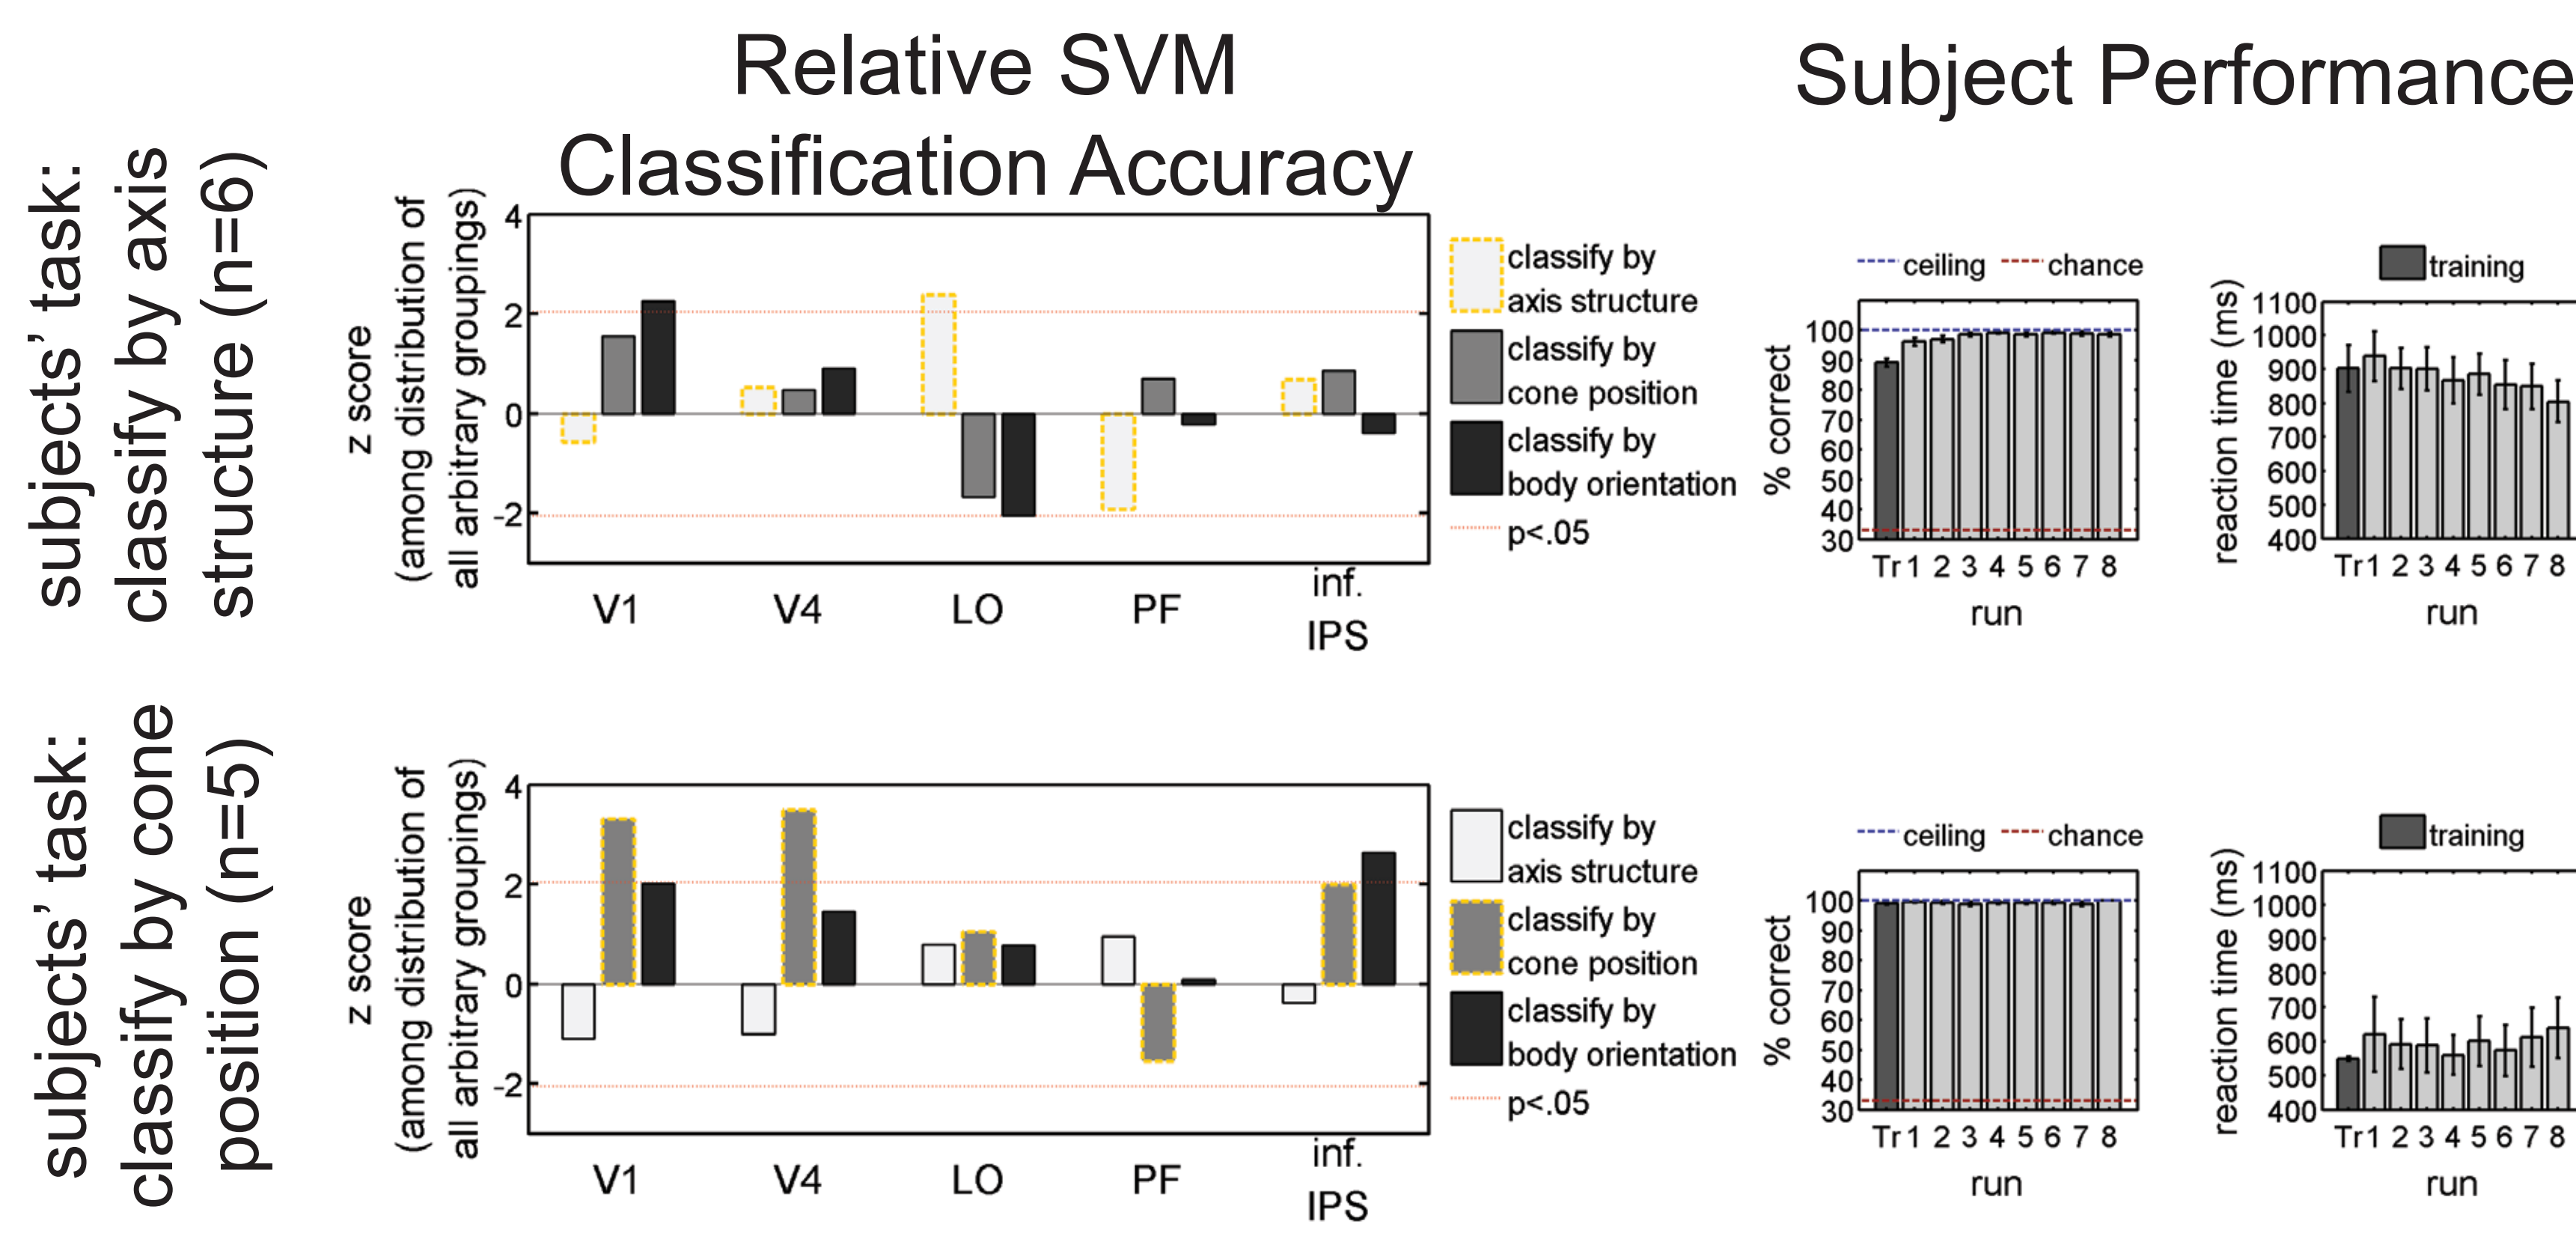 Relative SVM
Classification Accuracy
Subject Performance
subjects’ task:
classify by axis
structure (n=6)
z score
(among distribution of
all arbitrary groupings)
4
2
0
-2
V1
V4
LO
PF
inf.
IPS
classify by
axis structure
classify by
cone position
classify by
body orientation
p<.05
ceiling
chance
% correct
100
90
80
70
60
50
40
30
Tr 1 2 3 4 5 6 7 8
run
training
reaction time (ms)
1100
1000
900
800
700
600
500
400
Tr 1 2 3 4 5 6 7 8
run
subjects’ task:
classify by cone
position (n=5)
z score
(among distribution of
all arbitrary groupings)
4
2
0
-2
V1
V4
LO
PF
inf.
IPS
classify by
axis structure
classify by
cone position
classify by
body orientation
p<.05
ceiling
chance
% correct
100
90
80
70
60
50
40
30
Tr 1 2 3 4 5 6 7 8
run
training
reaction time (ms)
1100
1000
900
800
700
600
500
400
Tr 1 2 3 4 5 6 7 8
run